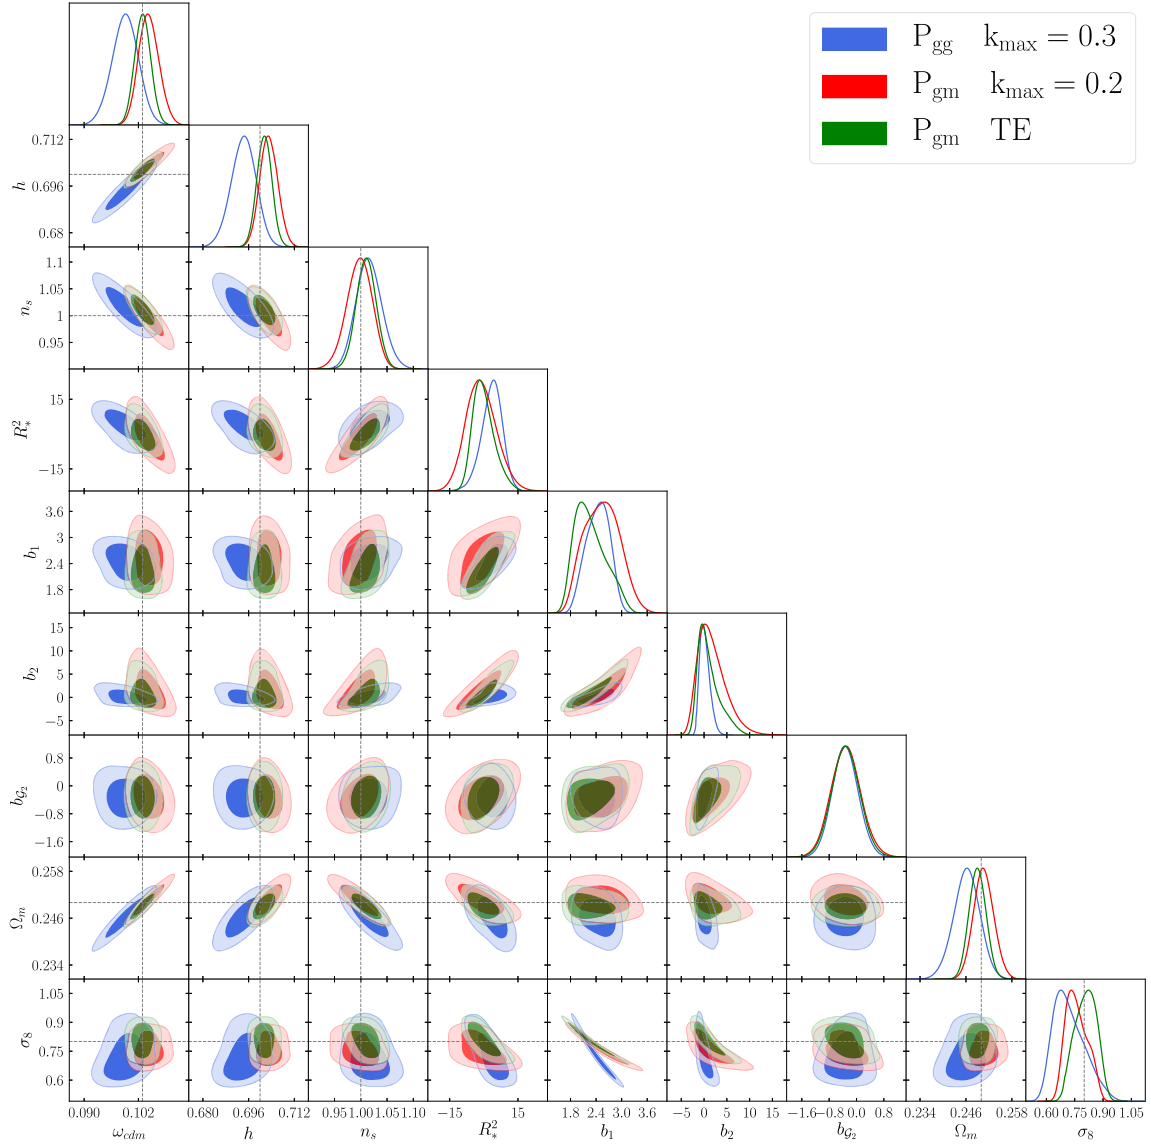 P_gg k_max = 0.3
P_gm k_max = 0.2
P_gm TE
0.712
0.696
0.68
h
1.1
1.05
1
0.95
n_s
15
−15
R_*^2
3.6
3
2.4
1.8
b_1
15
10
5
0
−5
b_2
0.8
0
−0.8
−1.6
b_{𝒢_2}
0.258
0.246
0.234
Ω_m
1.05
0.9
0.75
0.6
σ_8
0.090 0.102 0.680 0.696 0.712 0.95 1.00 1.05 1.10 −15 15 1.8 2.4 3.0 3.6 −5 0 5 10 15 −1.6 −0.8 0.0 0.8 0.234 0.246 0.258 0.60 0.75 0.90 1.05
ω_cdm h n_s R_*^2 b_1 b_2 b_{𝒢_2} Ω_m σ_8